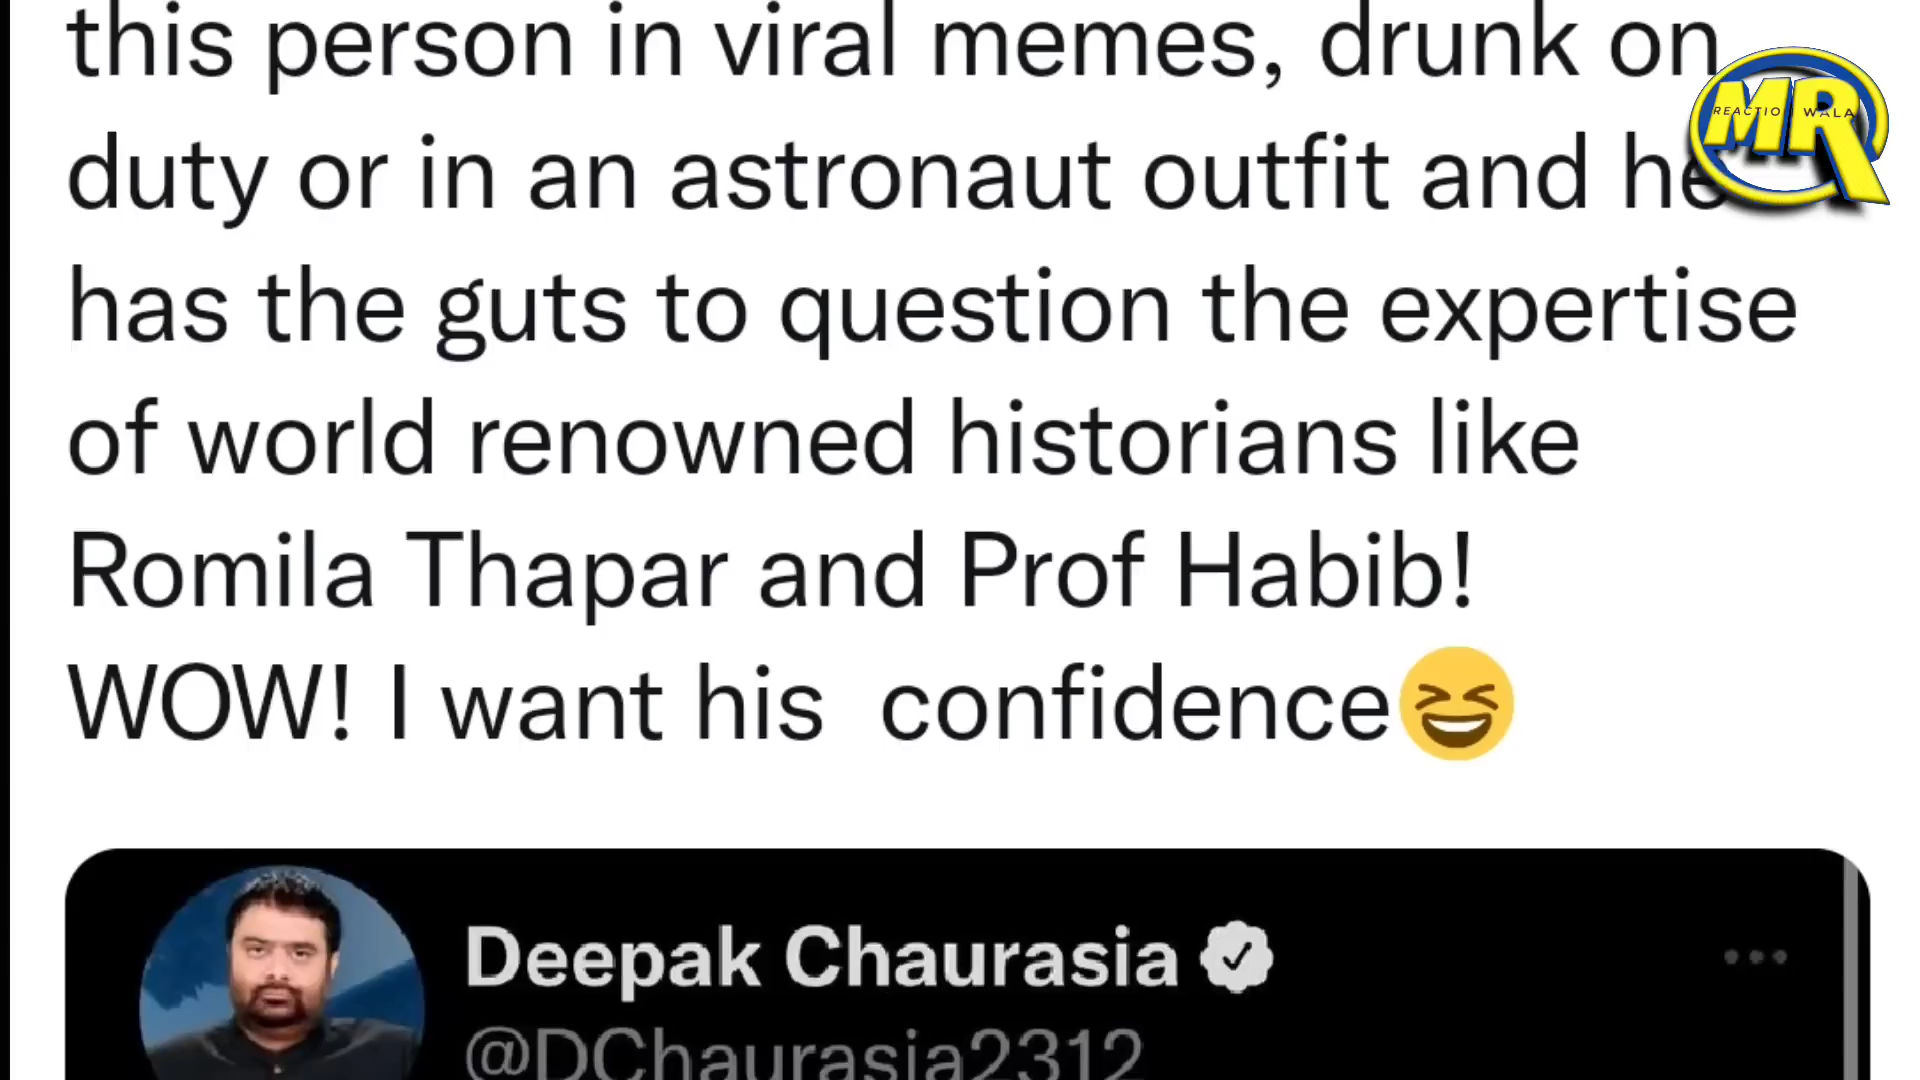 this person in viral memes, drunk on
duty or in an astronaut outfit and he
has the guts to question the expertise
of world renowned historians like
Romila Thapar and Prof Habib!
WOW! I want his  confidence😆
MR
REACTIO WALA
Deepak Chaurasia
@DChaurasia2312